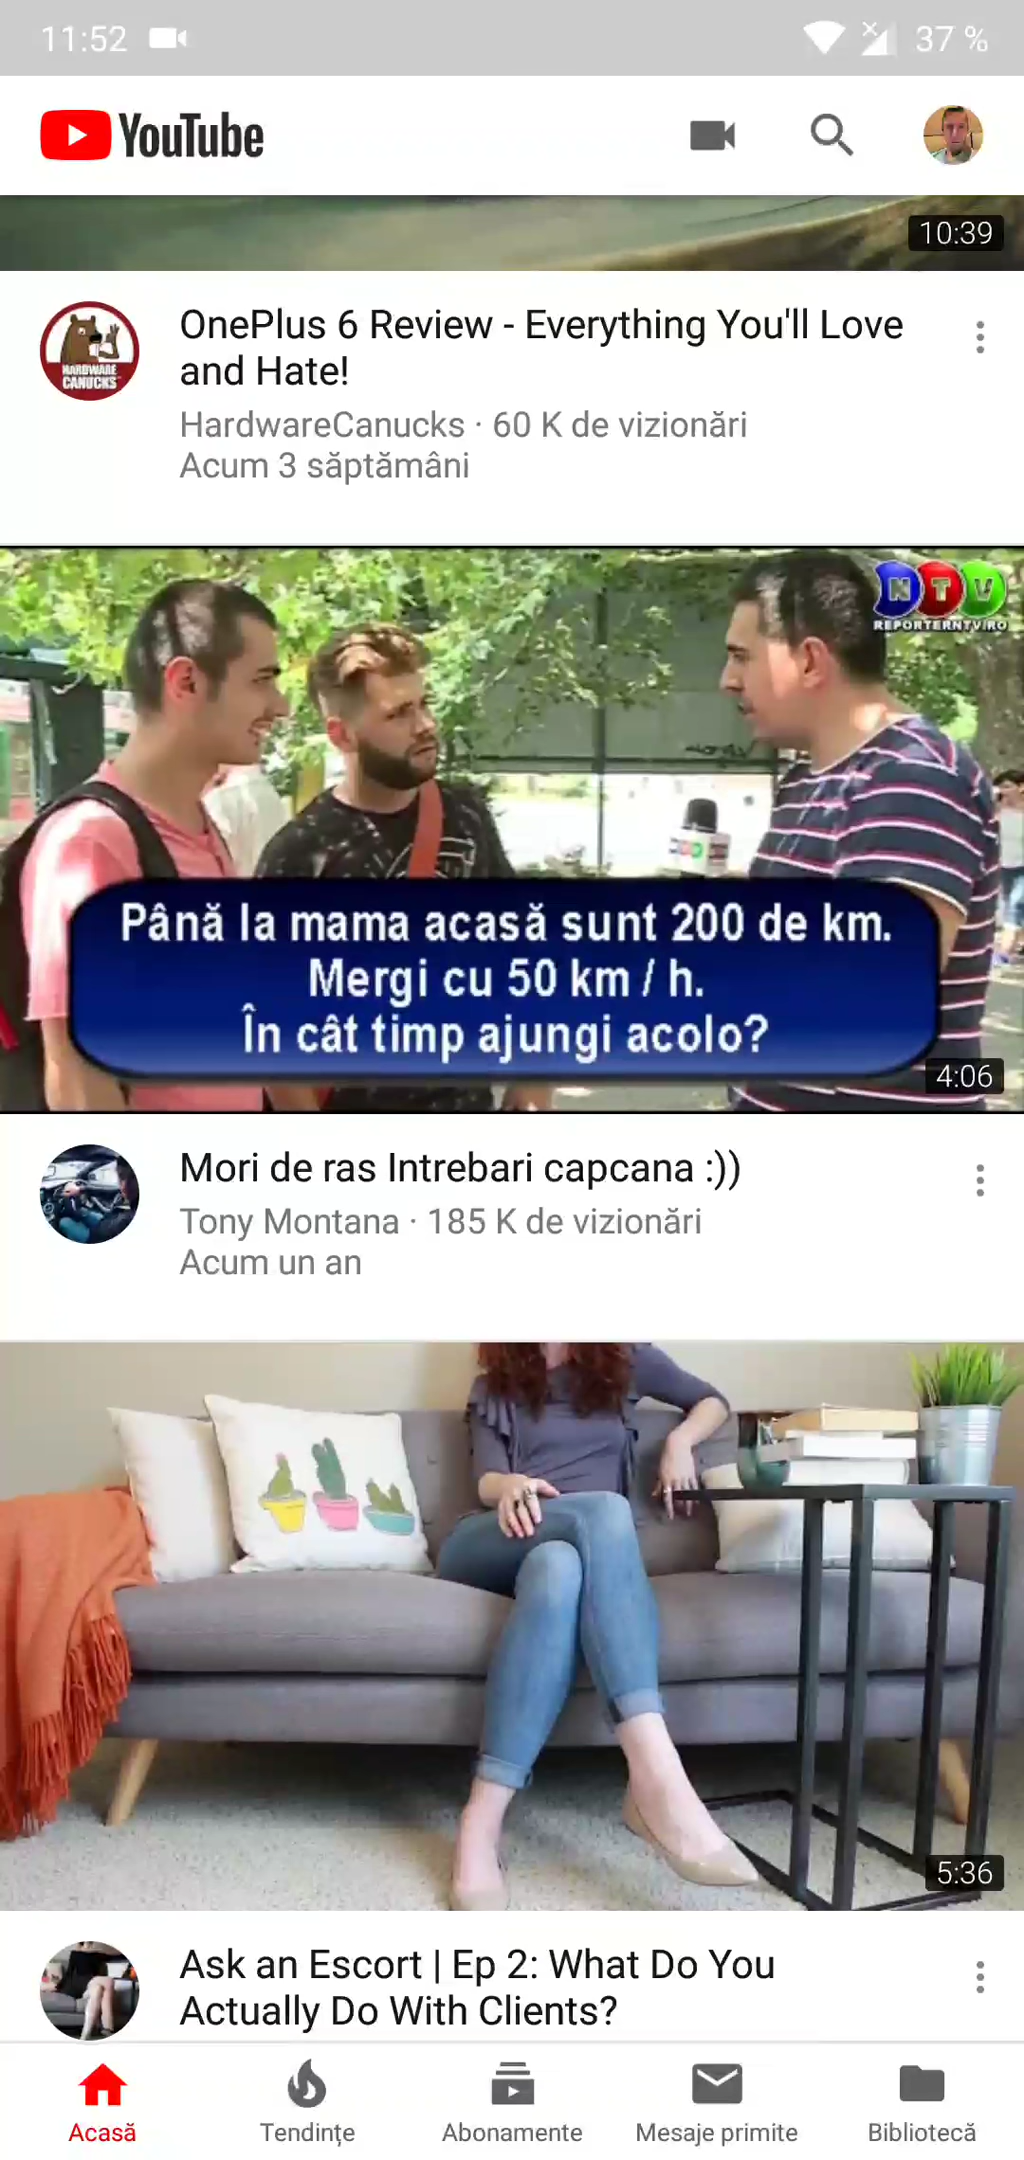 11:52
37 %
YouTube
10:39
HARDWARE
CANUCKS
OnePlus 6 Review - Everything You'll Love
and Hate!
HardwareCanucks · 60 K de vizionări
Acum 3 săptămâni
NTV
REPORTERNTV.RO
Până la mama acasă sunt 200 de km.
Mergi cu 50 km / h.
În cât timp ajungi acolo?
4:06
Mori de ras Intrebari capcana :))
Tony Montana · 185 K de vizionări
Acum un an
5:36
Ask an Escort | Ep 2: What Do You
Actually Do With Clients?
Acasă
Tendințe
Abonamente
Mesaje primite
Bibliotecă